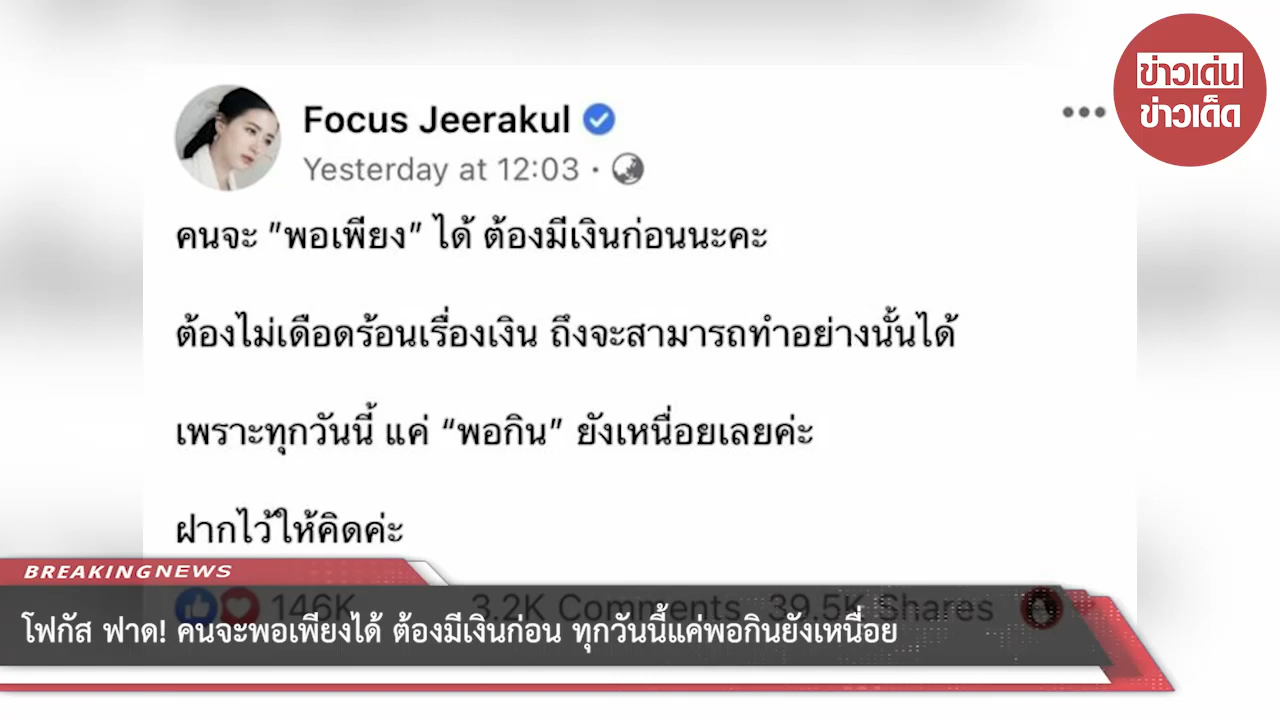 ข่าวเด่น
ข่าวเด็ด
Focus Jeerakul
Yesterday at 12:03 ·
คนจะ "พอเพียง" ได้ ต้องมีเงินก่อนนะคะ
ต้องไม่เดือดร้อนเรื่องเงิน ถึงจะสามารถทำอย่างนั้นได้
เพราะทุกวันนี้ แค่ "พอกิน" ยังเหนื่อยเลยค่ะ
ฝากไว้ให้คิดค่ะ
BREAKINGNEWS
146K 3.2K Comments 39.5K Shares
โฟกัส ฟาด! คนจะพอเพียงได้ ต้องมีเงินก่อน ทุกวันนี้แค่พอกินยังเหนื่อย